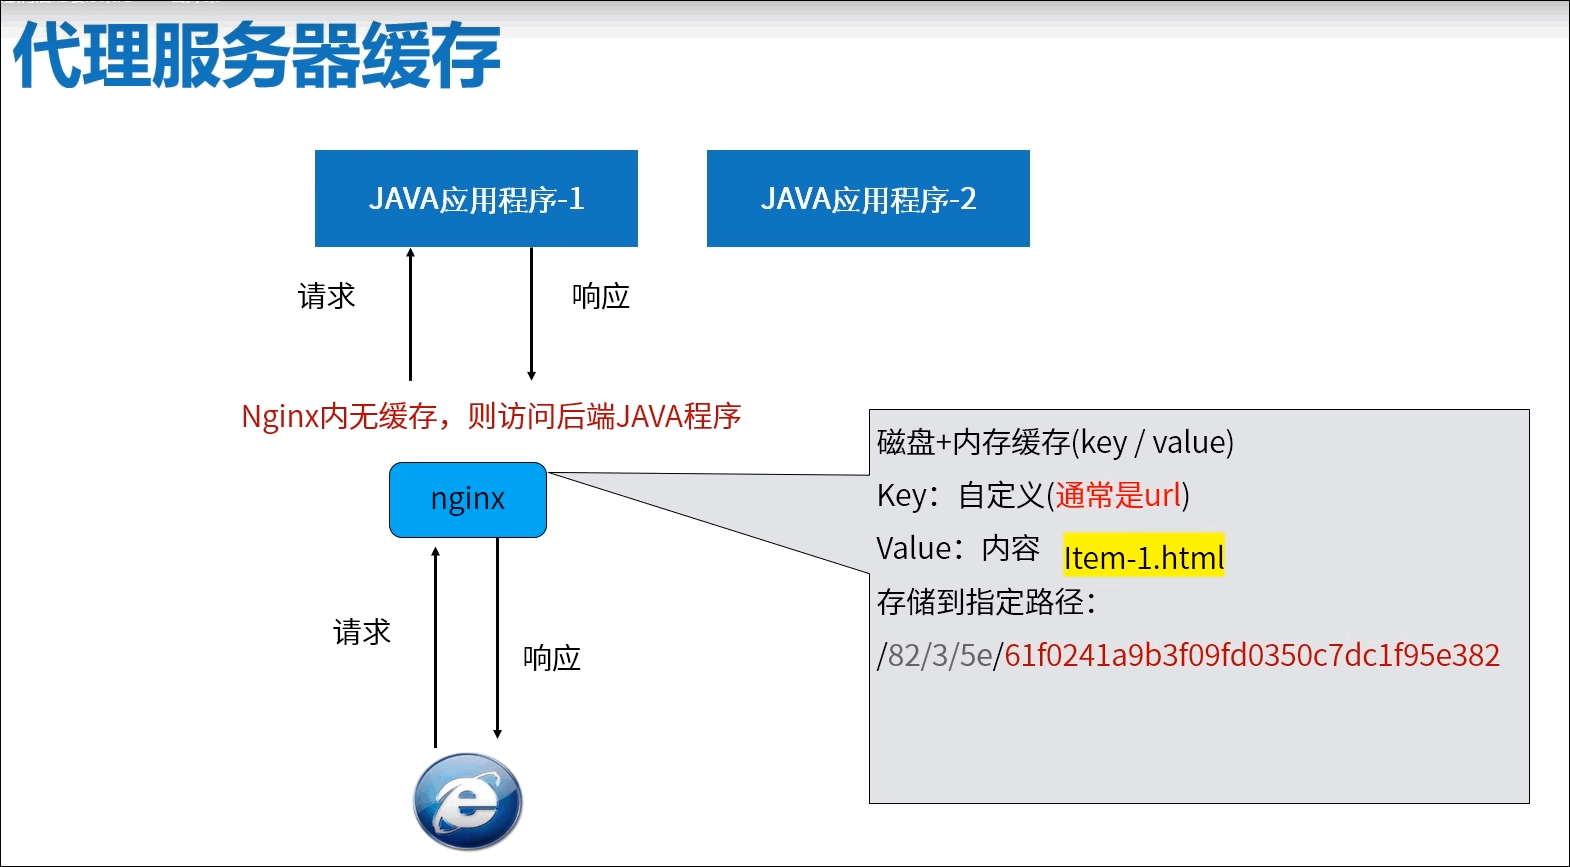 代理服务器缓存
JAVA应用程序-1
JAVA应用程序-2
请求
响应
Nginx内无缓存，则访问后端JAVA程序
nginx
磁盘+内存缓存(key / value)
Key：自定义(通常是url)
Value：内容 Item-1.html
存储到指定路径：
/82/3/5e/61f0241a9b3f09fd0350c7dc1f95e382
请求
响应